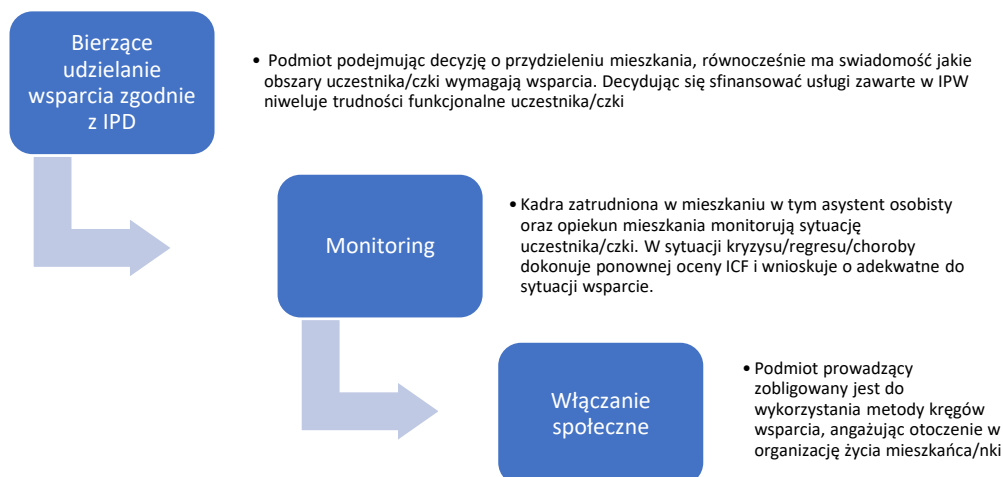 Bierzące
udzielanie
wsparcia zgodnie
z IPD
• Podmiot podejmując decyzję o przydzieleniu mieszkania, równocześnie ma swiadomość jakie
obszary uczestnika/czki wymagają wsparcia. Decydując się sfinansować usługi zawarte w IPW
niweluje trudności funkcjonalne uczestnika/czki
Monitoring
• Kadra zatrudniona w mieszkaniu w tym asystent osobisty
oraz opiekun mieszkania monitorują sytuację
uczestnika/czki. W sytuacji kryzysu/regresu/choroby
dokonuje ponownej oceny ICF i wnioskuje o adekwatne do
sytuacji wsparcie.
Włączanie
społeczne
• Podmiot prowadzący
zobligowany jest do
wykorzystania metody kręgów
wsparcia, angażując otoczenie w
organizację życia mieszkańca/nki